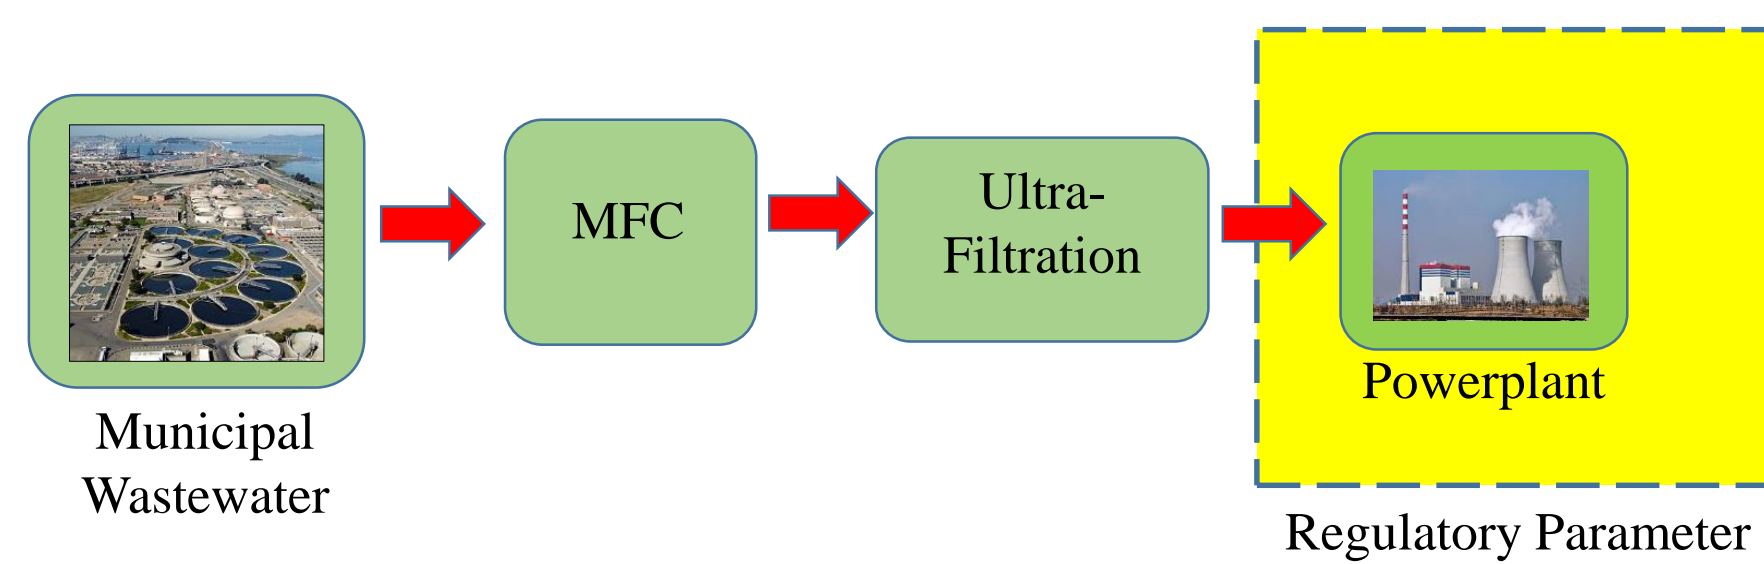 Municipal
Wastewater
MFC
Ultra-
Filtration
Powerplant
Regulatory Parameter